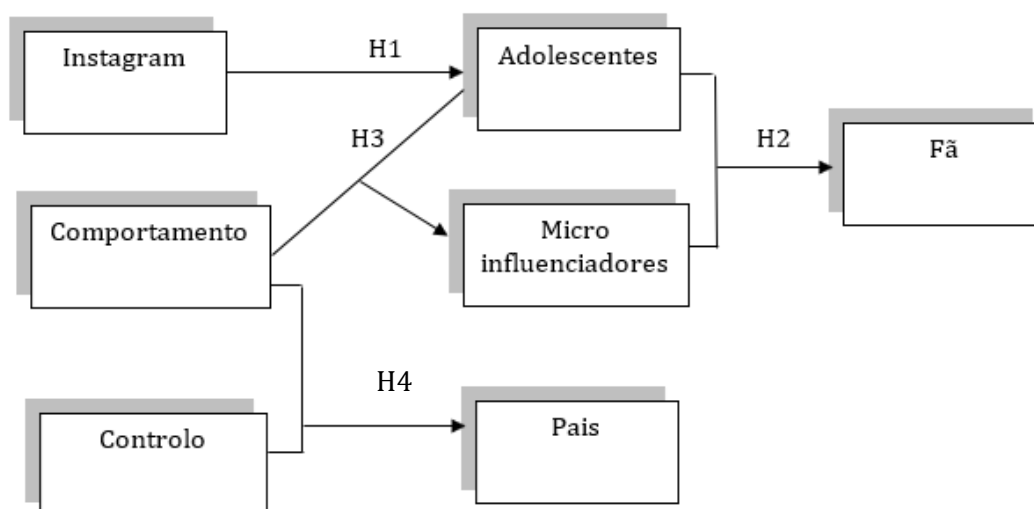 Instagram
H1
Adolescentes
H3
H2
Fã
Comportamento
Micro
influenciadores
H4
Controlo
Pais